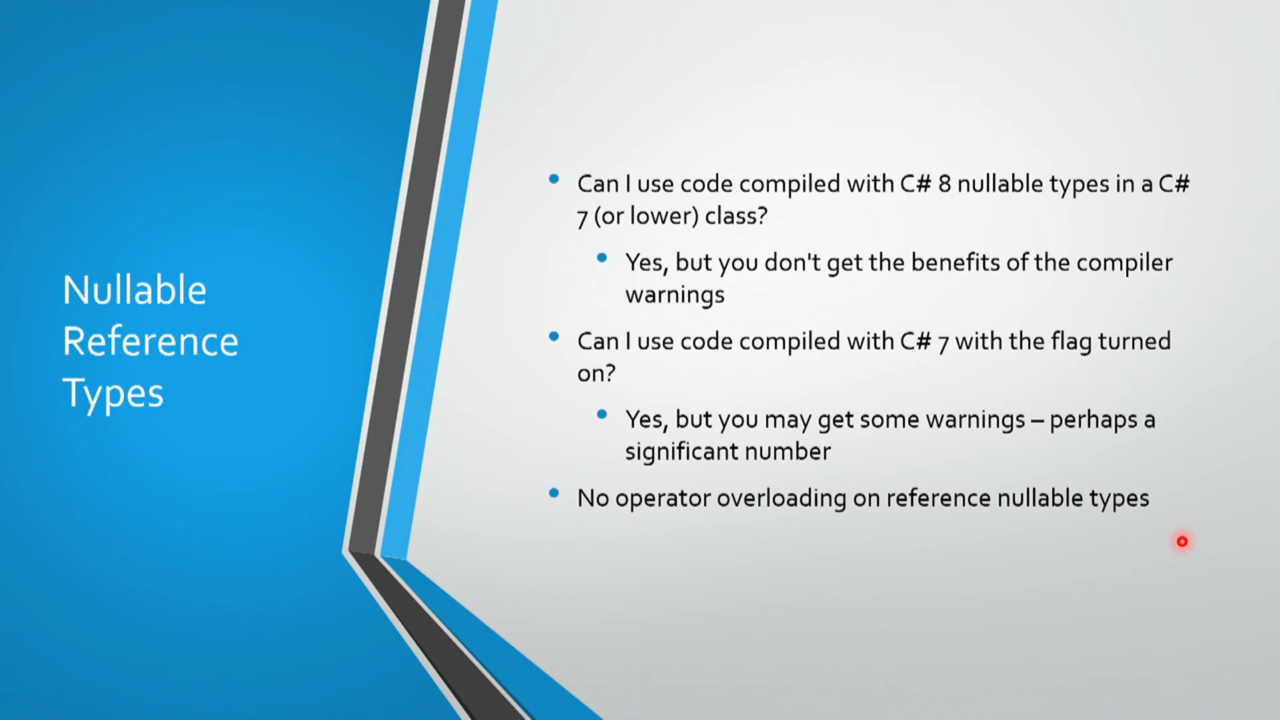 Nullable
Reference
Types
• Can I use code compiled with C# 8 nullable types in a C#
7 (or lower) class?
• Yes, but you don't get the benefits of the compiler
warnings
• Can I use code compiled with C# 7 with the flag turned
on?
• Yes, but you may get some warnings – perhaps a
significant number
• No operator overloading on reference nullable types